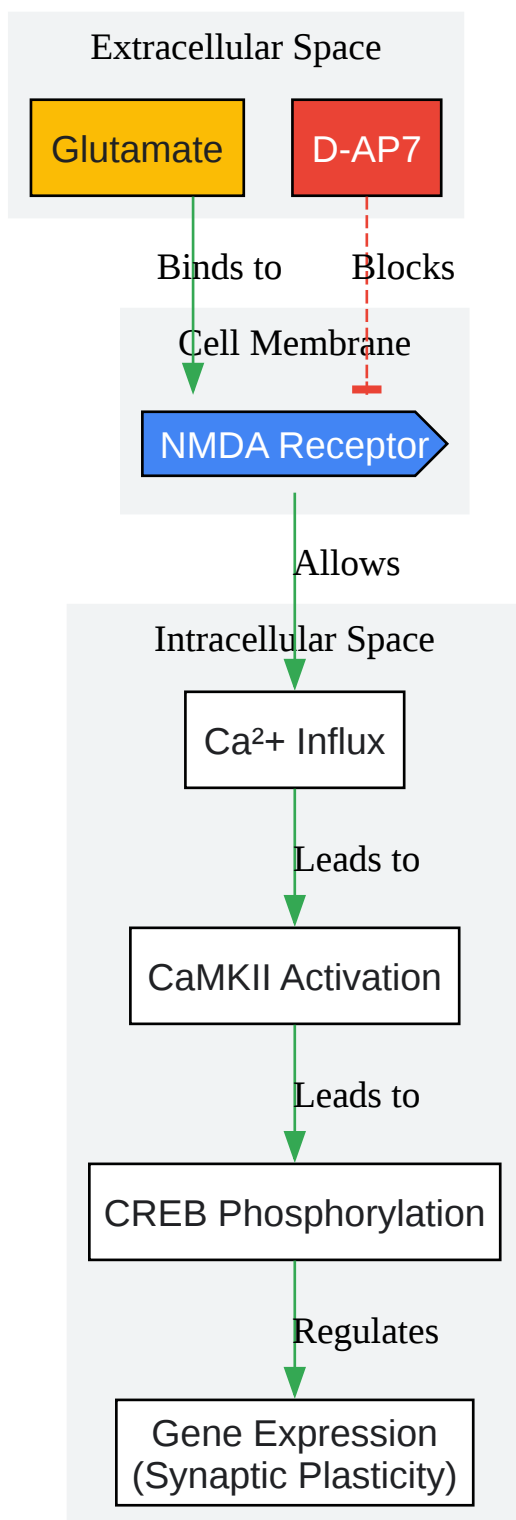 Extracellular Space
Glutamate
D-AP7
Binds to
Blocks
Cell Membrane
NMDA Receptor
Allows
Intracellular Space
Ca²+ Influx
Leads to
CaMKII Activation
Leads to
CREB Phosphorylation
Regulates
Gene Expression
(Synaptic Plasticity)